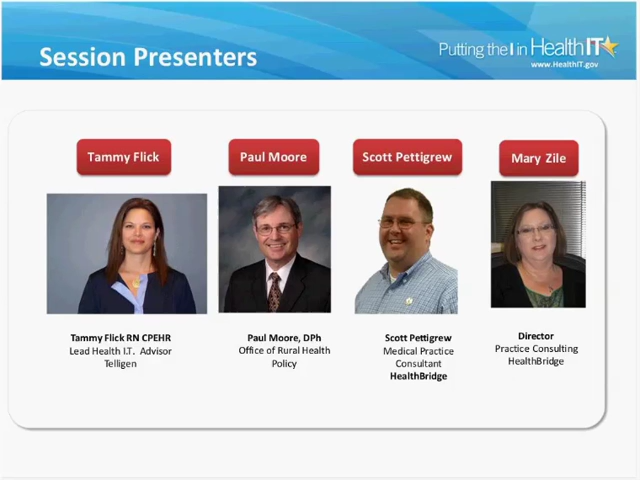 Session Presenters
Putting the I in Health IT
www.HealthIT.gov
Tammy Flick
Paul Moore
Scott Pettigrew
Mary Zile
Tammy Flick RN CPEHR
Lead Health I.T. Advisor
Telligen
Paul Moore, DPh
Office of Rural Health
Policy
Scott Pettigrew
Medical Practice
Consultant
HealthBridge
Director
Practice Consulting
HealthBridge